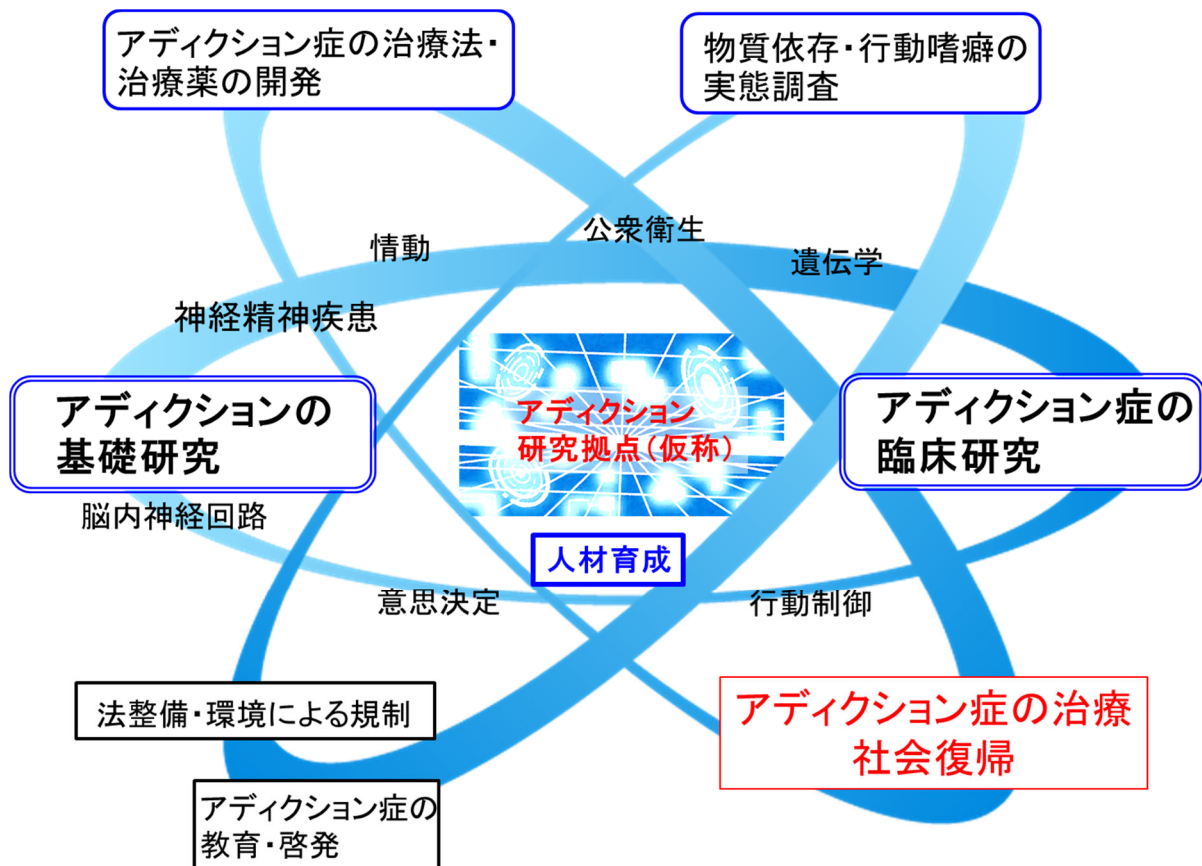 アディクション症の治療法・
治療薬の開発
物質依存・行動嗜癖の
実態調査
情動
公衆衛生
遺伝学
神経精神疾患
アディクションの
基礎研究
アディクション
研究拠点(仮称)
アディクション症の
臨床研究
脳内神経回路
人材育成
意思決定
行動制御
法整備・環境による規制
アディクション症の治療
社会復帰
アディクション症の
教育・啓発